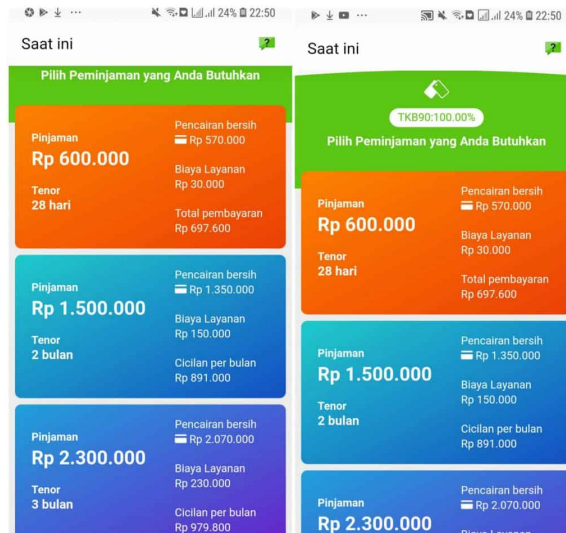 24% 22:50
Saat ini
?
Pilih Peminjaman yang Anda Butuhkan
Pinjaman
Rp 600.000
Tenor
28 hari
Pencairan bersih
Rp 570.000
Biaya Layanan
Rp 30.000
Total pembayaran
Rp 697.600
Pinjaman
Rp 1.500.000
Tenor
2 bulan
Pencairan bersih
Rp 1.350.000
Biaya Layanan
Rp 150.000
Cicilan per bulan
Rp 891.000
Pinjaman
Rp 2.300.000
Tenor
3 bulan
Pencairan bersih
Rp 2.070.000
Biaya Layanan
Rp 230.000
Cicilan per bulan
Rp 979.800
24% 22:50
Saat ini
?
TKB90:100.00%
Pilih Peminjaman yang Anda Butuhkan
Pinjaman
Rp 600.000
Tenor
28 hari
Pencairan bersih
Rp 570.000
Biaya Layanan
Rp 30.000
Total pembayaran
Rp 697.600
Pinjaman
Rp 1.500.000
Tenor
2 bulan
Pencairan bersih
Rp 1.350.000
Biaya Layanan
Rp 150.000
Cicilan per bulan
Rp 891.000
Pinjaman
Rp 2.300.000
Pencairan bersih
Rp 2.070.000